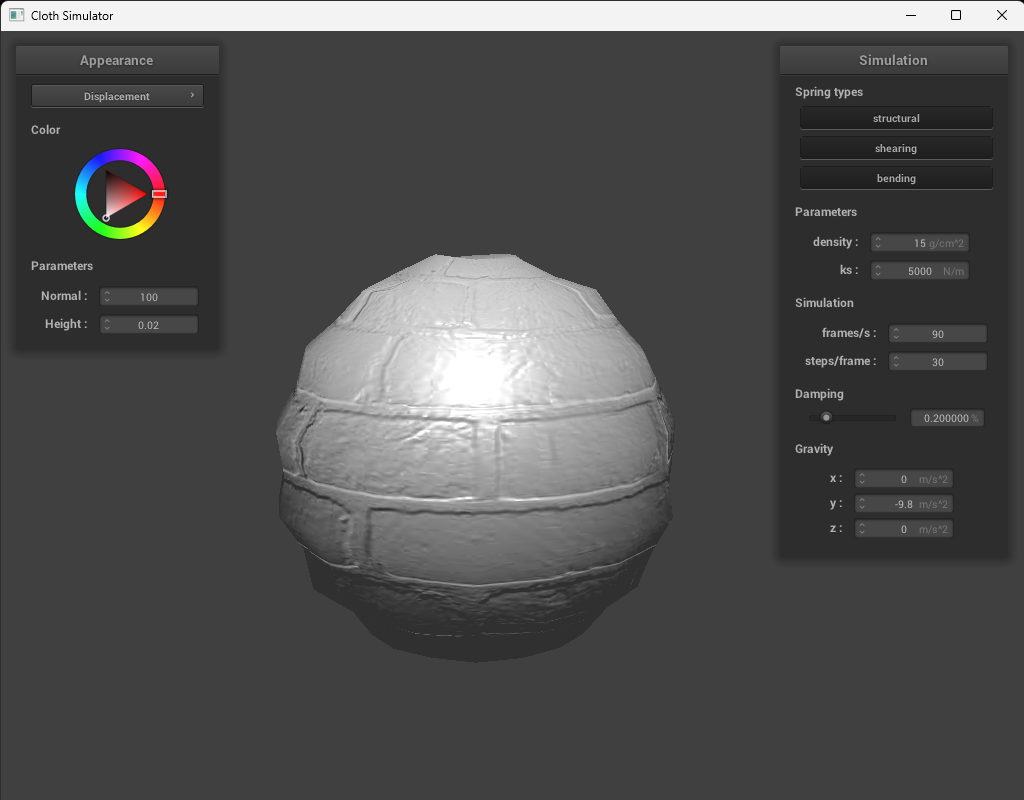 Cloth Simulator
Appearance
Displacement
Color
Parameters
Normal : 100
Height : 0.02
Simulation
Spring types
structural
shearing
bending
Parameters
density : 15 g/cm^2
ks : 5000 N/m
Simulation
frames/s : 90
steps/frame : 30
Damping
0.200000 %
Gravity
x : 0 m/s^2
y : -9.8 m/s^2
z : 0 m/s^2